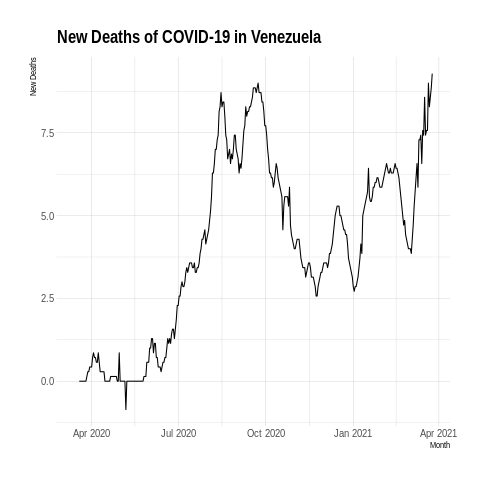 New Deaths of COVID-19 in Venezuela
New Deaths
7.5
5.0
2.5
0.0
Apr 2020
Jul 2020
Oct 2020
Jan 2021
Apr 2021
Month